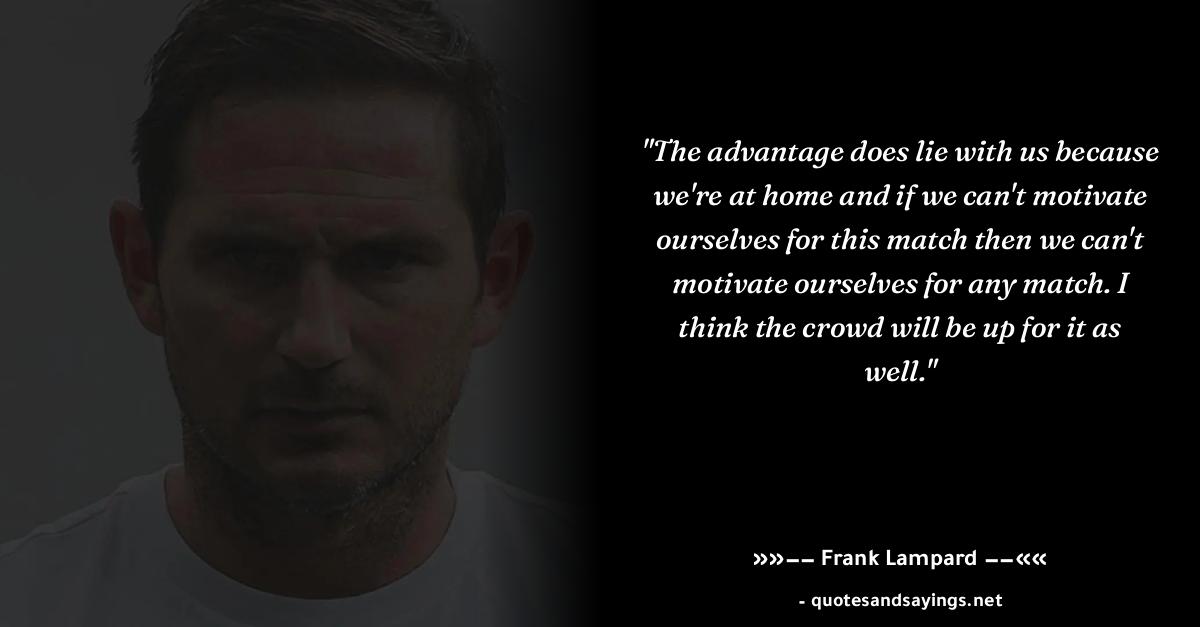 "The advantage does lie with us because
we're at home and if we can't motivate
ourselves for this match then we can't
motivate ourselves for any match. I
think the crowd will be up for it as
well."
»»−− Frank Lampard −−««
- quotesandsayings.net